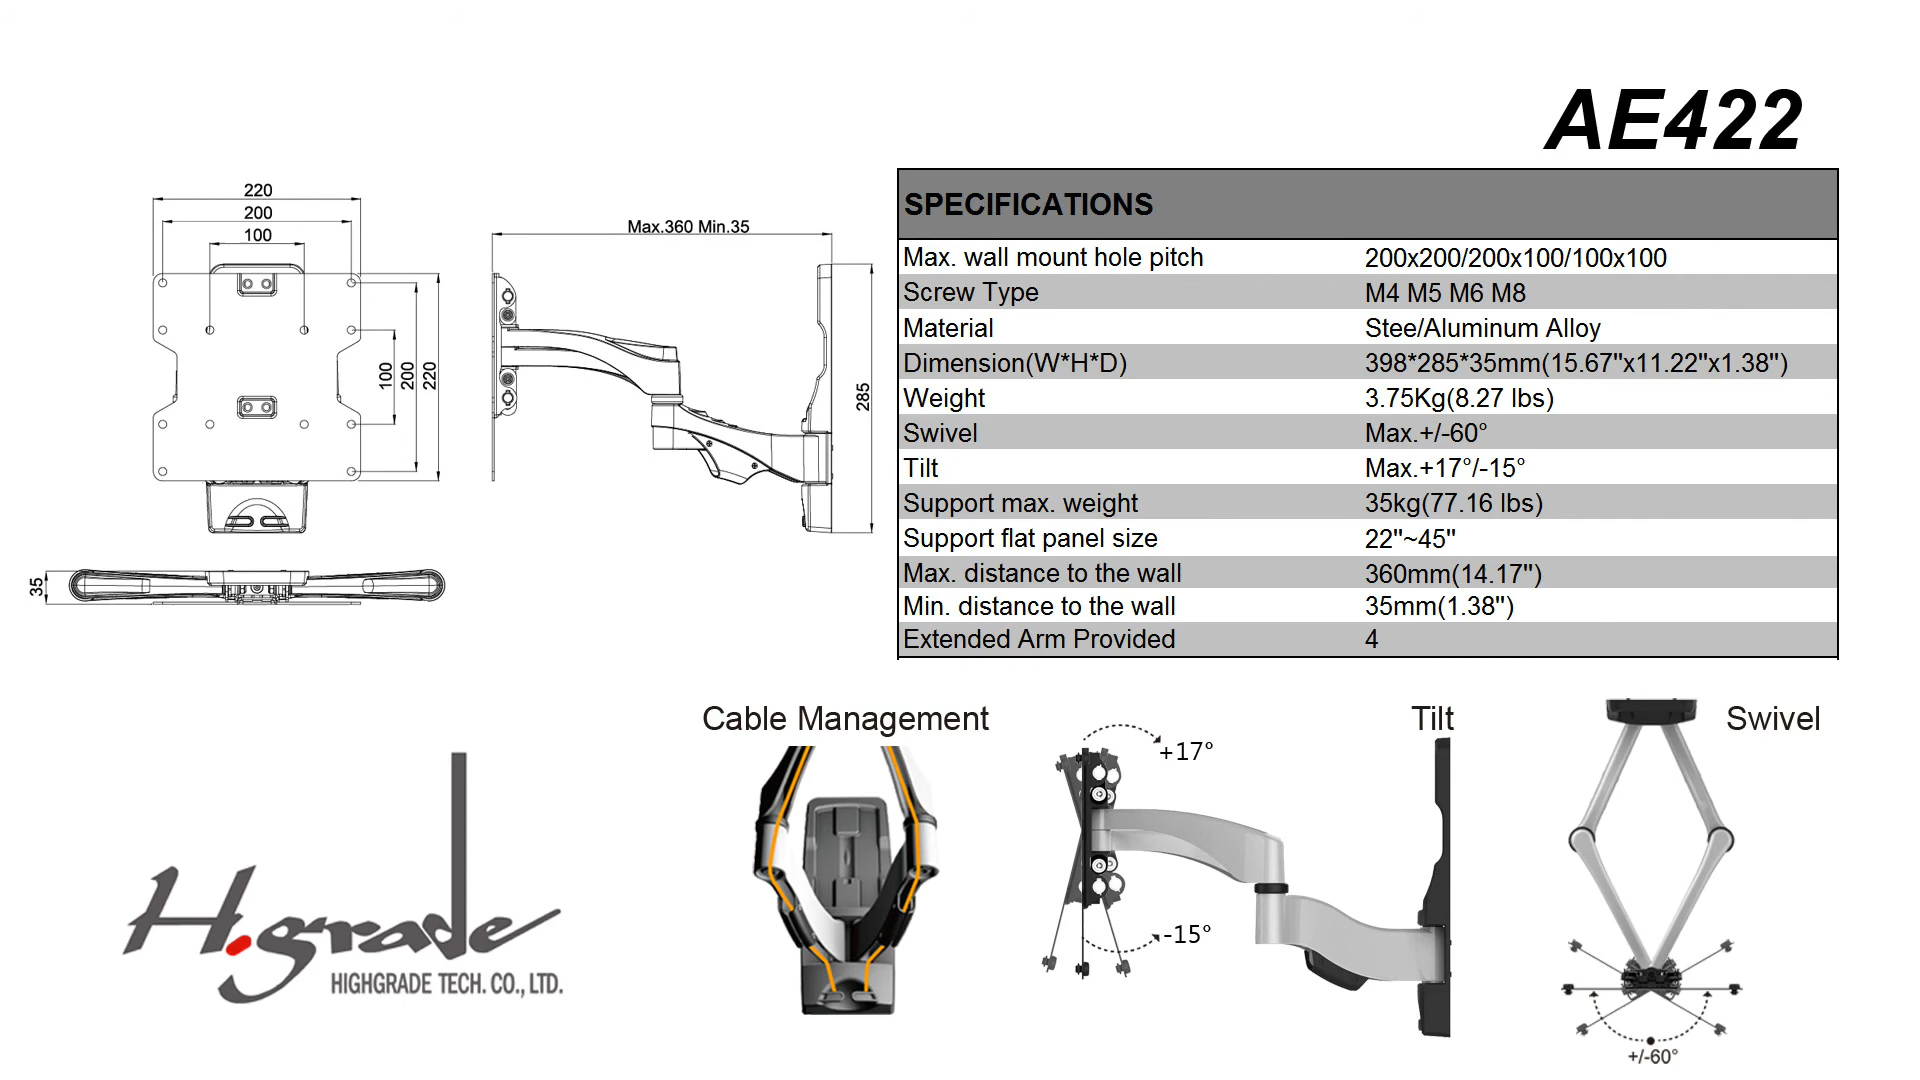 AE422
220
200
100
100
200
220
35
Max.360 Min.35
285
SPECIFICATIONS
Max. wall mount hole pitch 200x200/200x100/100x100
Screw Type M4 M5 M6 M8
Material Stee/Aluminum Alloy
Dimension(W*H*D) 398*285*35mm(15.67"x11.22"x1.38")
Weight 3.75Kg(8.27 lbs)
Swivel Max.+/-60°
Tilt Max.+17°/-15°
Support max. weight 35kg(77.16 lbs)
Support flat panel size 22"~45"
Max. distance to the wall 360mm(14.17")
Min. distance to the wall 35mm(1.38")
Extended Arm Provided 4
Cable Management
Tilt
+17°
-15°
Swivel
+/-60°
H.grade
HIGHGRADE TECH. CO., LTD.